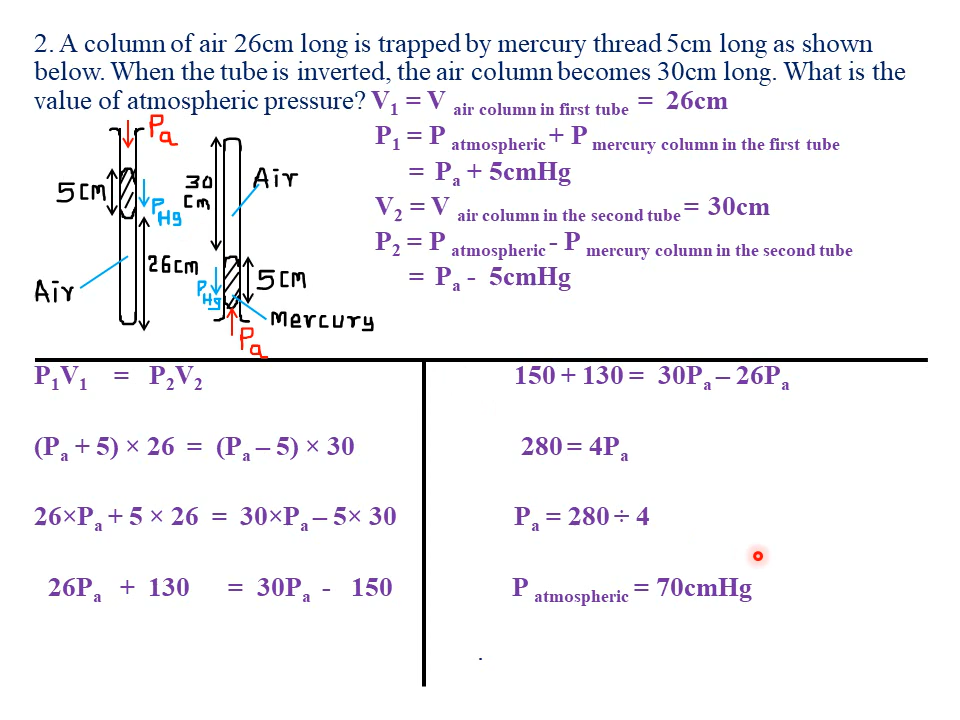 2. A column of air 26cm long is trapped by mercury thread 5cm long as shown
below. When the tube is inverted, the air column becomes 30cm long. What is the
value of atmospheric pressure? V₁ = V air column in first tube = 26cm
P₁ = P atmospheric + P mercury column in the first tube
= Pₐ + 5cmHg
V₂ = V air column in the second tube = 30cm
P₂ = P atmospheric - P mercury column in the second tube
= Pₐ - 5cmHg
Pₐ
5cm
PHg
26cm
Air
30
cm
Air
PHg
5cm
Mercury
Pₐ
P₁V₁ = P₂V₂
(Pₐ + 5) × 26 = (Pₐ – 5) × 30
26×Pₐ + 5 × 26 = 30×Pₐ – 5× 30
26Pₐ + 130 = 30Pₐ - 150
150 + 130 = 30Pₐ – 26Pₐ
280 = 4Pₐ
Pₐ = 280 ÷ 4
P atmospheric = 70cmHg
.